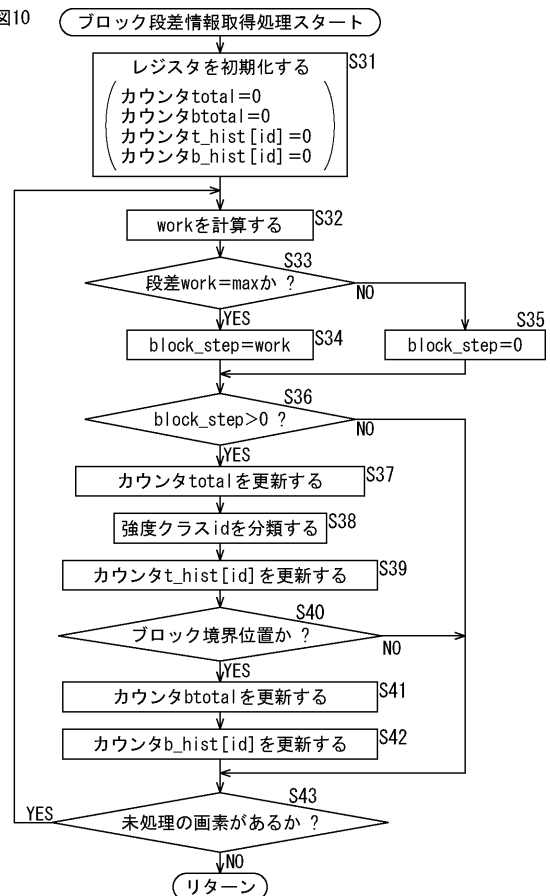 図10
ブロック段差情報取得処理スタート
レジスタを初期化する
S31
カウンタtotal=0
カウンタbtotal=0
カウンタt_hist[id]=0
カウンタb_hist[id]=0
workを計算する
S32
S33
段差work=maxか ?
NO
YES
block_step=work
S34
S35
block_step=0
S36
block_step>0 ?
NO
YES
カウンタtotalを更新する
S37
強度クラスidを分類する
S38
カウンタt_hist[id]を更新する
S39
S40
ブロック境界位置か ?
NO
YES
カウンタbtotalを更新する
S41
カウンタb_hist[id]を更新する
S42
S43
YES
未処理の画素があるか ?
NO
リターン